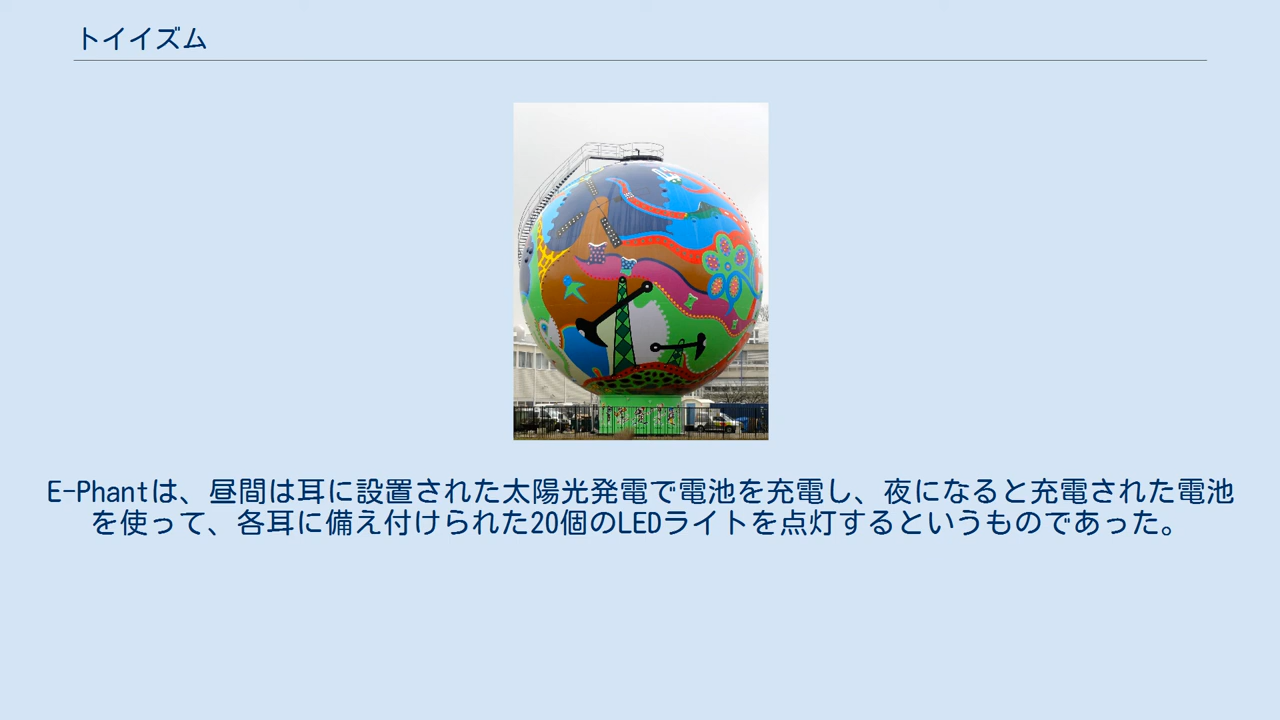 トイイズム
E-Phantは、昼間は耳に設置された太陽光発電で電池を充電し、夜になると充電された電池
を使って、各耳に備え付けられた20個のLEDライトを点灯するというものであった。